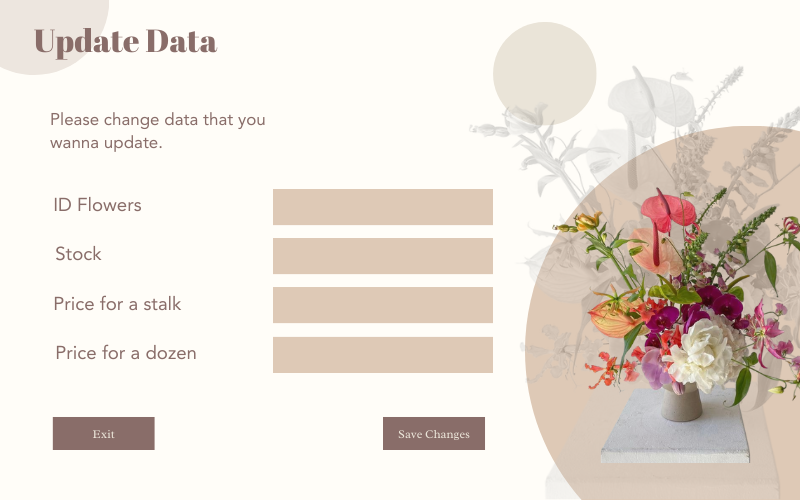 Update Data
Please change data that you
wanna update.
ID Flowers
Stock
Price for a stalk
Price for a dozen
Exit
Save Changes